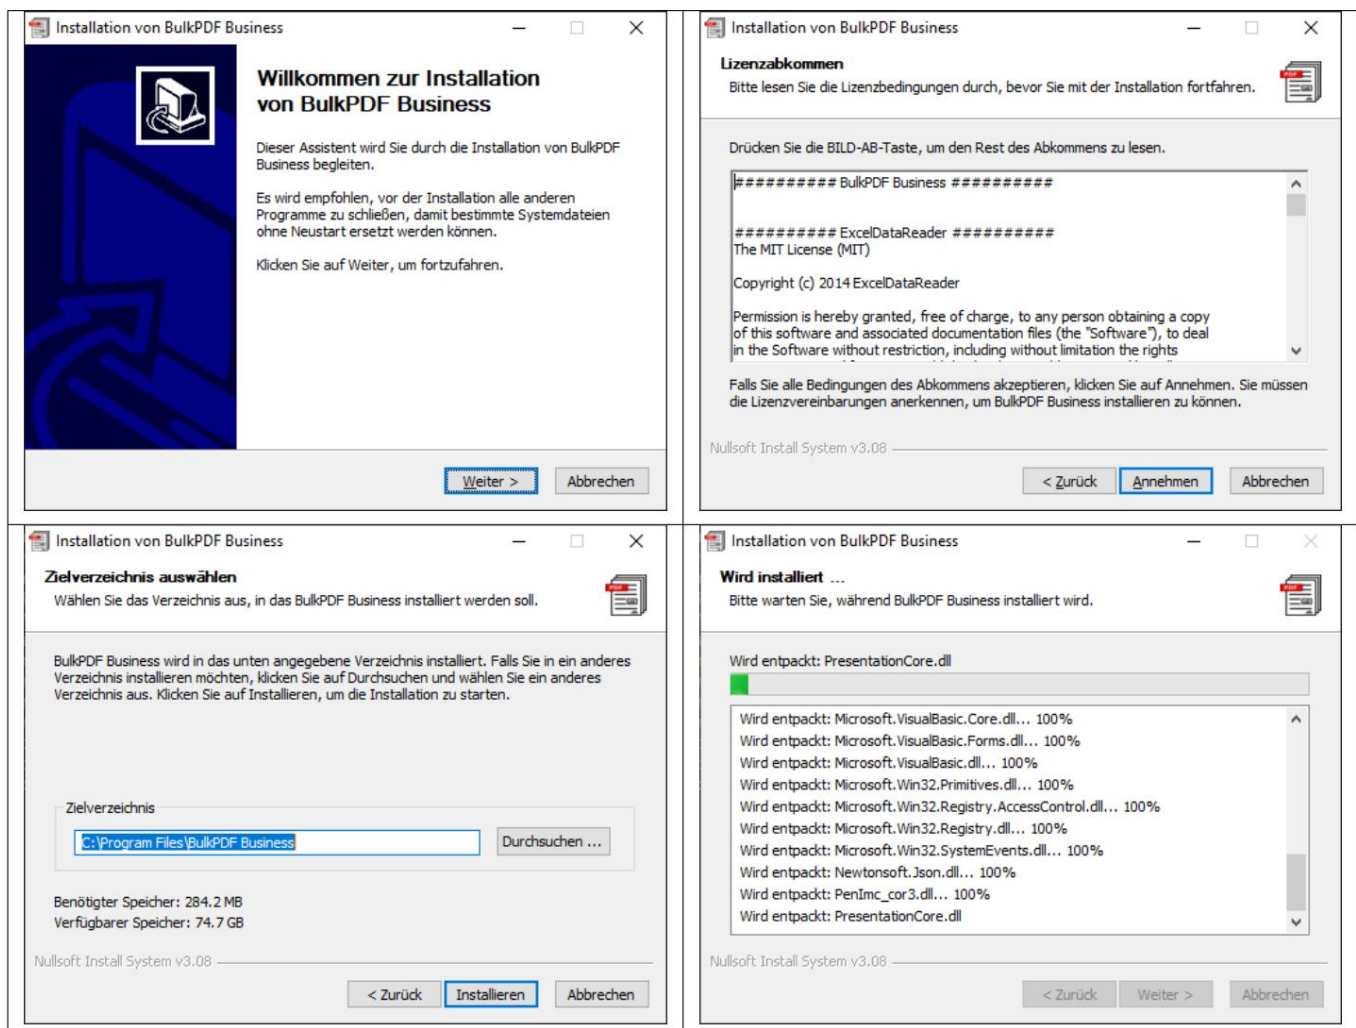 Installation von BulkPDF Business
Willkommen zur Installation
von BulkPDF Business
Dieser Assistent wird Sie durch die Installation von BulkPDF
Business begleiten.
Es wird empfohlen, vor der Installation alle anderen
Programme zu schließen, damit bestimmte Systemdateien
ohne Neustart ersetzt werden können.
Klicken Sie auf Weiter, um fortzufahren.
Weiter >
Abbrechen
Installation von BulkPDF Business
Lizenzabkommen
Bitte lesen Sie die Lizenzbedingungen durch, bevor Sie mit der Installation fortfahren.
PDF
Drücken Sie die BILD-AB-Taste, um den Rest des Abkommens zu lesen.
########## BulkPDF Business ##########
########## ExcelDataReader ##########
The MIT License (MIT)
Copyright (c) 2014 ExcelDataReader
Permission is hereby granted, free of charge, to any person obtaining a copy
of this software and associated documentation files (the "Software"), to deal
in the Software without restriction, including without limitation the rights
Falls Sie alle Bedingungen des Abkommens akzeptieren, klicken Sie auf Annehmen. Sie müssen
die Lizenzvereinbarungen anerkennen, um BulkPDF Business installieren zu können.
Nullsoft Install System v3.08
< Zurück
Annehmen
Abbrechen
Installation von BulkPDF Business
Zielverzeichnis auswählen
Wählen Sie das Verzeichnis aus, in das BulkPDF Business installiert werden soll.
PDF
BulkPDF Business wird in das unten angegebene Verzeichnis installiert. Falls Sie in ein anderes
Verzeichnis installieren möchten, klicken Sie auf Durchsuchen und wählen Sie ein anderes
Verzeichnis aus. Klicken Sie auf Installieren, um die Installation zu starten.
Zielverzeichnis
C:\Program Files\BulkPDF Business
Durchsuchen ...
Benötigter Speicher: 284.2 MB
Verfügbarer Speicher: 74.7 GB
Nullsoft Install System v3.08
< Zurück
Installieren
Abbrechen
Installation von BulkPDF Business
Wird installiert ...
Bitte warten Sie, während BulkPDF Business installiert wird.
PDF
Wird entpackt: PresentationCore.dll
Wird entpackt: Microsoft.VisualBasic.Core.dll... 100%
Wird entpackt: Microsoft.VisualBasic.Forms.dll... 100%
Wird entpackt: Microsoft.VisualBasic.dll... 100%
Wird entpackt: Microsoft.Win32.Primitives.dll... 100%
Wird entpackt: Microsoft.Win32.Registry.AccessControl.dll... 100%
Wird entpackt: Microsoft.Win32.Registry.dll... 100%
Wird entpackt: Microsoft.Win32.SystemEvents.dll... 100%
Wird entpackt: Newtonsoft.Json.dll... 100%
Wird entpackt: PenImc_cor3.dll... 100%
Wird entpackt: PresentationCore.dll
Nullsoft Install System v3.08
< Zurück
Weiter >
Abbrechen